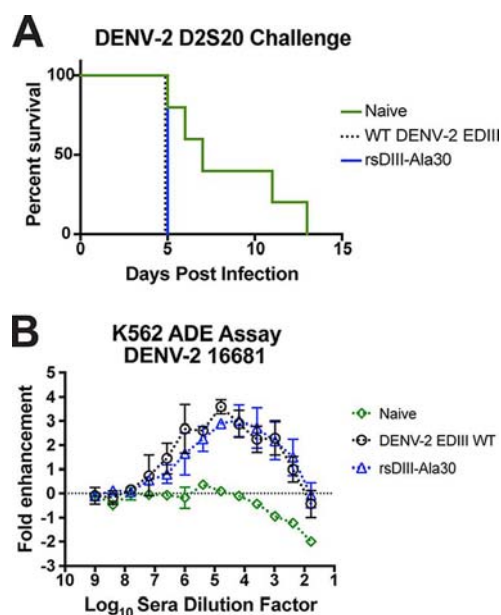 A
DENV-2 D2S20 Challenge
Percent survival
100
50
0
0 5 10 15
Days Post Infection
Naive
WT DENV-2 EDIII
rsDIII-Ala30
B
K562 ADE Assay
DENV-2 16681
Fold enhancement
5
4
3
2
1
0
-1
-2
-3
10 9 8 7 6 5 4 3 2 1
Log10 Sera Dilution Factor
Naive
DENV-2 EDIII WT
rsDIII-Ala30